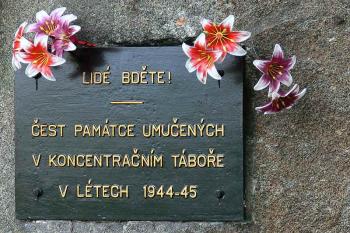 LIDÉ BDĚTE!
ČEST PAMÁTCE UMUČENÝCH
V KONCENTRAČNÍM TÁBOŘE
V LÉTECH 1944-45